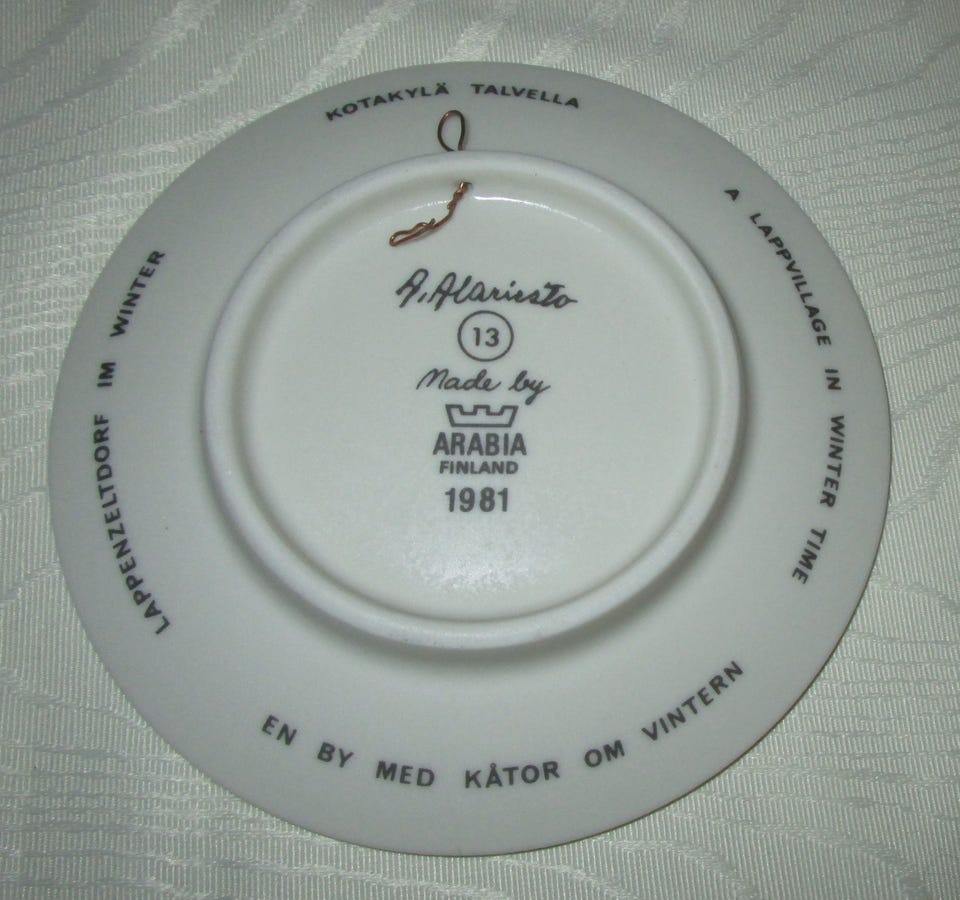 KOTAKYLÄ TALVELLA
A LAPPVILLAGE IN WINTER TIME
EN BY MED KÅTOR OM VINTERN
LAPPENZELTDORF IM WINTER
A. Alariesto
13
Made by
ARABIA
FINLAND
1981